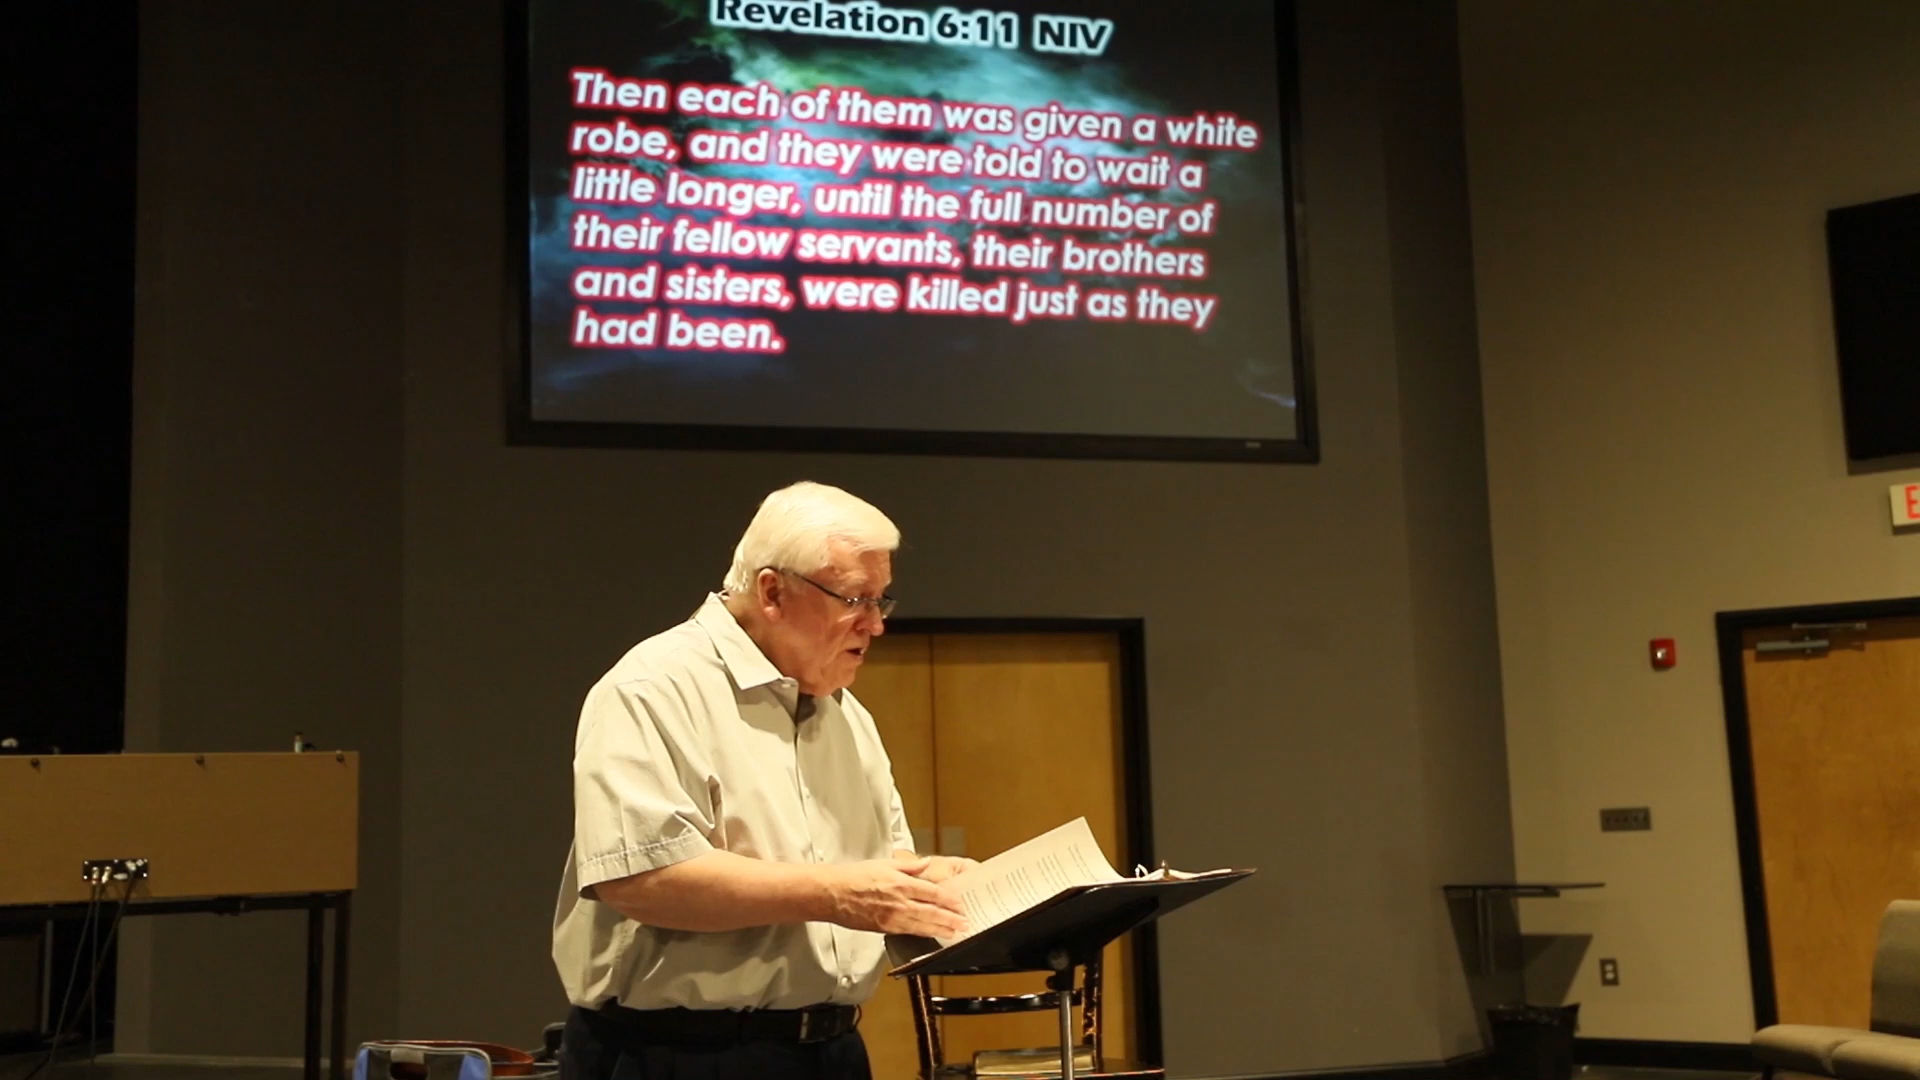 Revelation 6:11 NIV
Then each of them was given a white
robe, and they were told to wait a
little longer, until the full number of
their fellow servants, their brothers
and sisters, were killed just as they
had been.